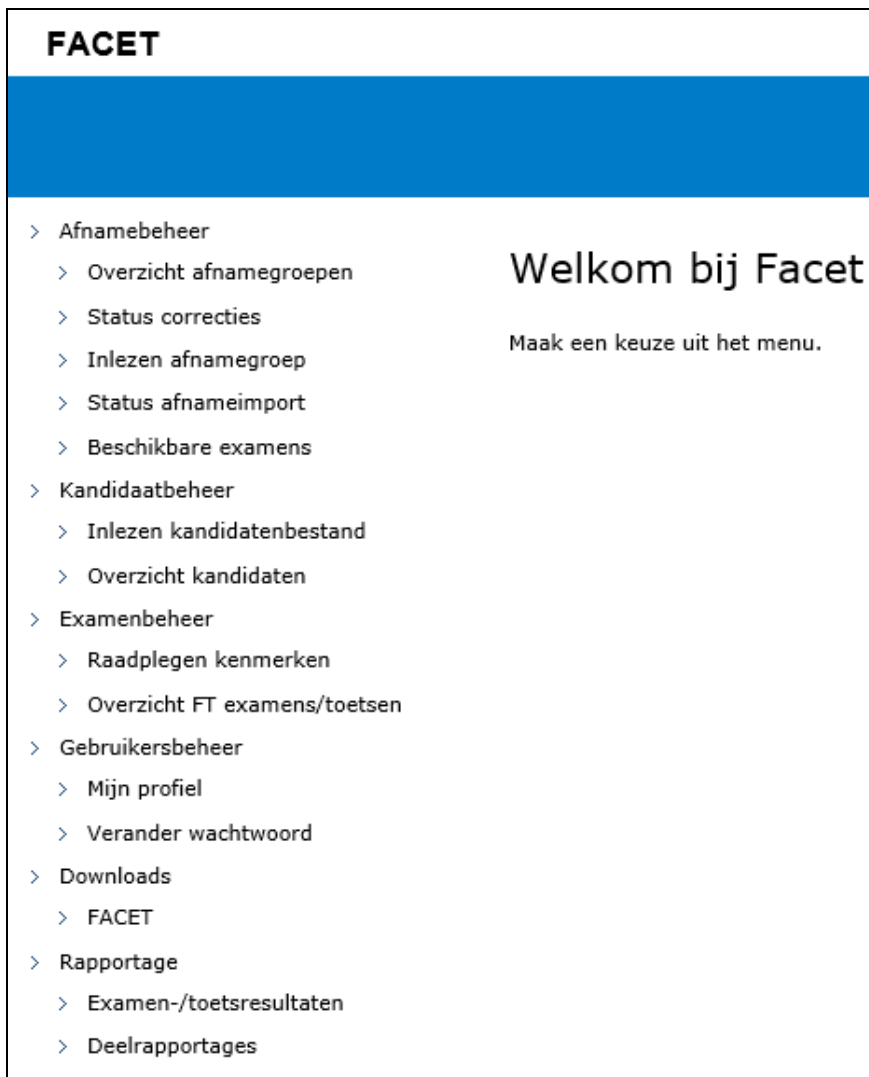 FACET
Afnamebeheer
Overzicht afnamegroepen
Status correcties
Inlezen afnamegroep
Status afnameimport
Beschikbare examens
Kandidaatbeheer
Inlezen kandidatenbestand
Overzicht kandidaten
Examenbeheer
Raadplegen kenmerken
Overzicht FT examens/toetsen
Gebruikersbeheer
Mijn profiel
Verander wachtwoord
Downloads
FACET
Rapportage
Examen-/toetsresultaten
Deelrapportages
Welkom bij Facet
Maak een keuze uit het menu.